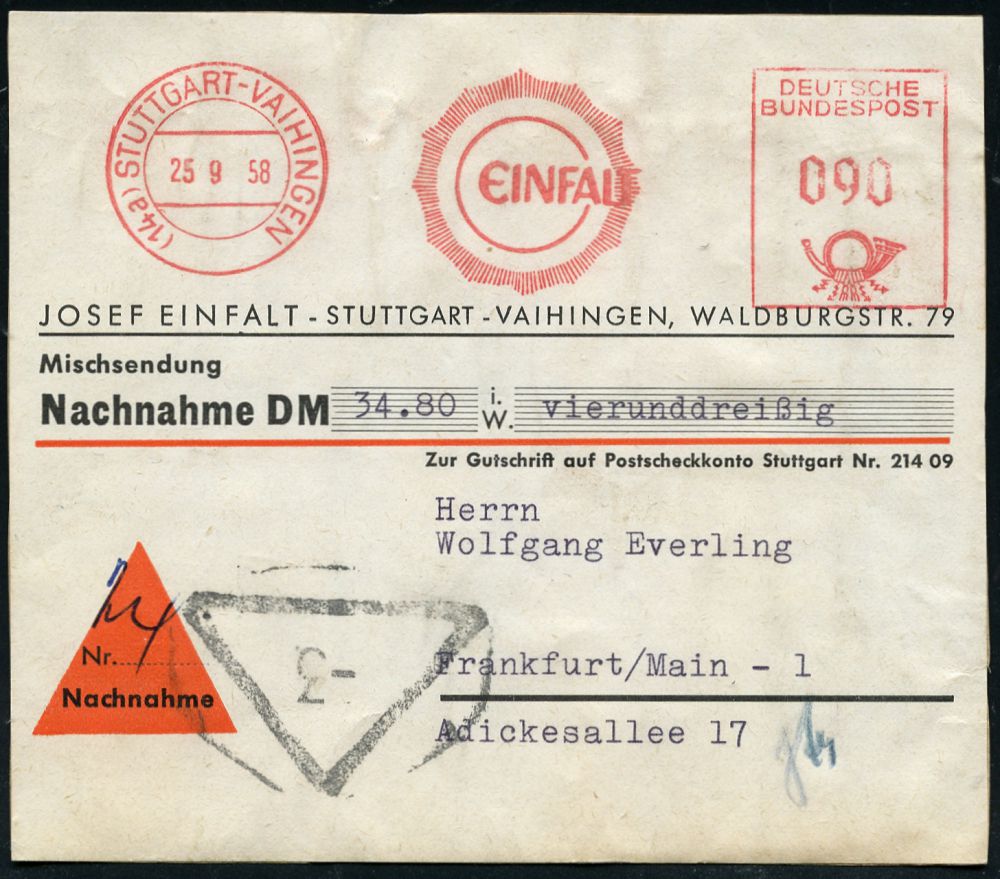 (14a) STUTTGART-VAIHINGEN
25 9 58
EINFALT
DEUTSCHE
BUNDESPOST
090
JOSEF EINFALT - STUTTGART - VAIHINGEN, WALDBURGSTR. 79
Mischsendung
Nachnahme DM 34.80 i. W. vierunddreißig
Zur Gutschrift auf Postscheckkonto Stuttgart Nr. 214 09
Herrn
Wolfgang Everling
Frankfurt/Main - 1
Adickesallee 17
Nr.
Nachnahme